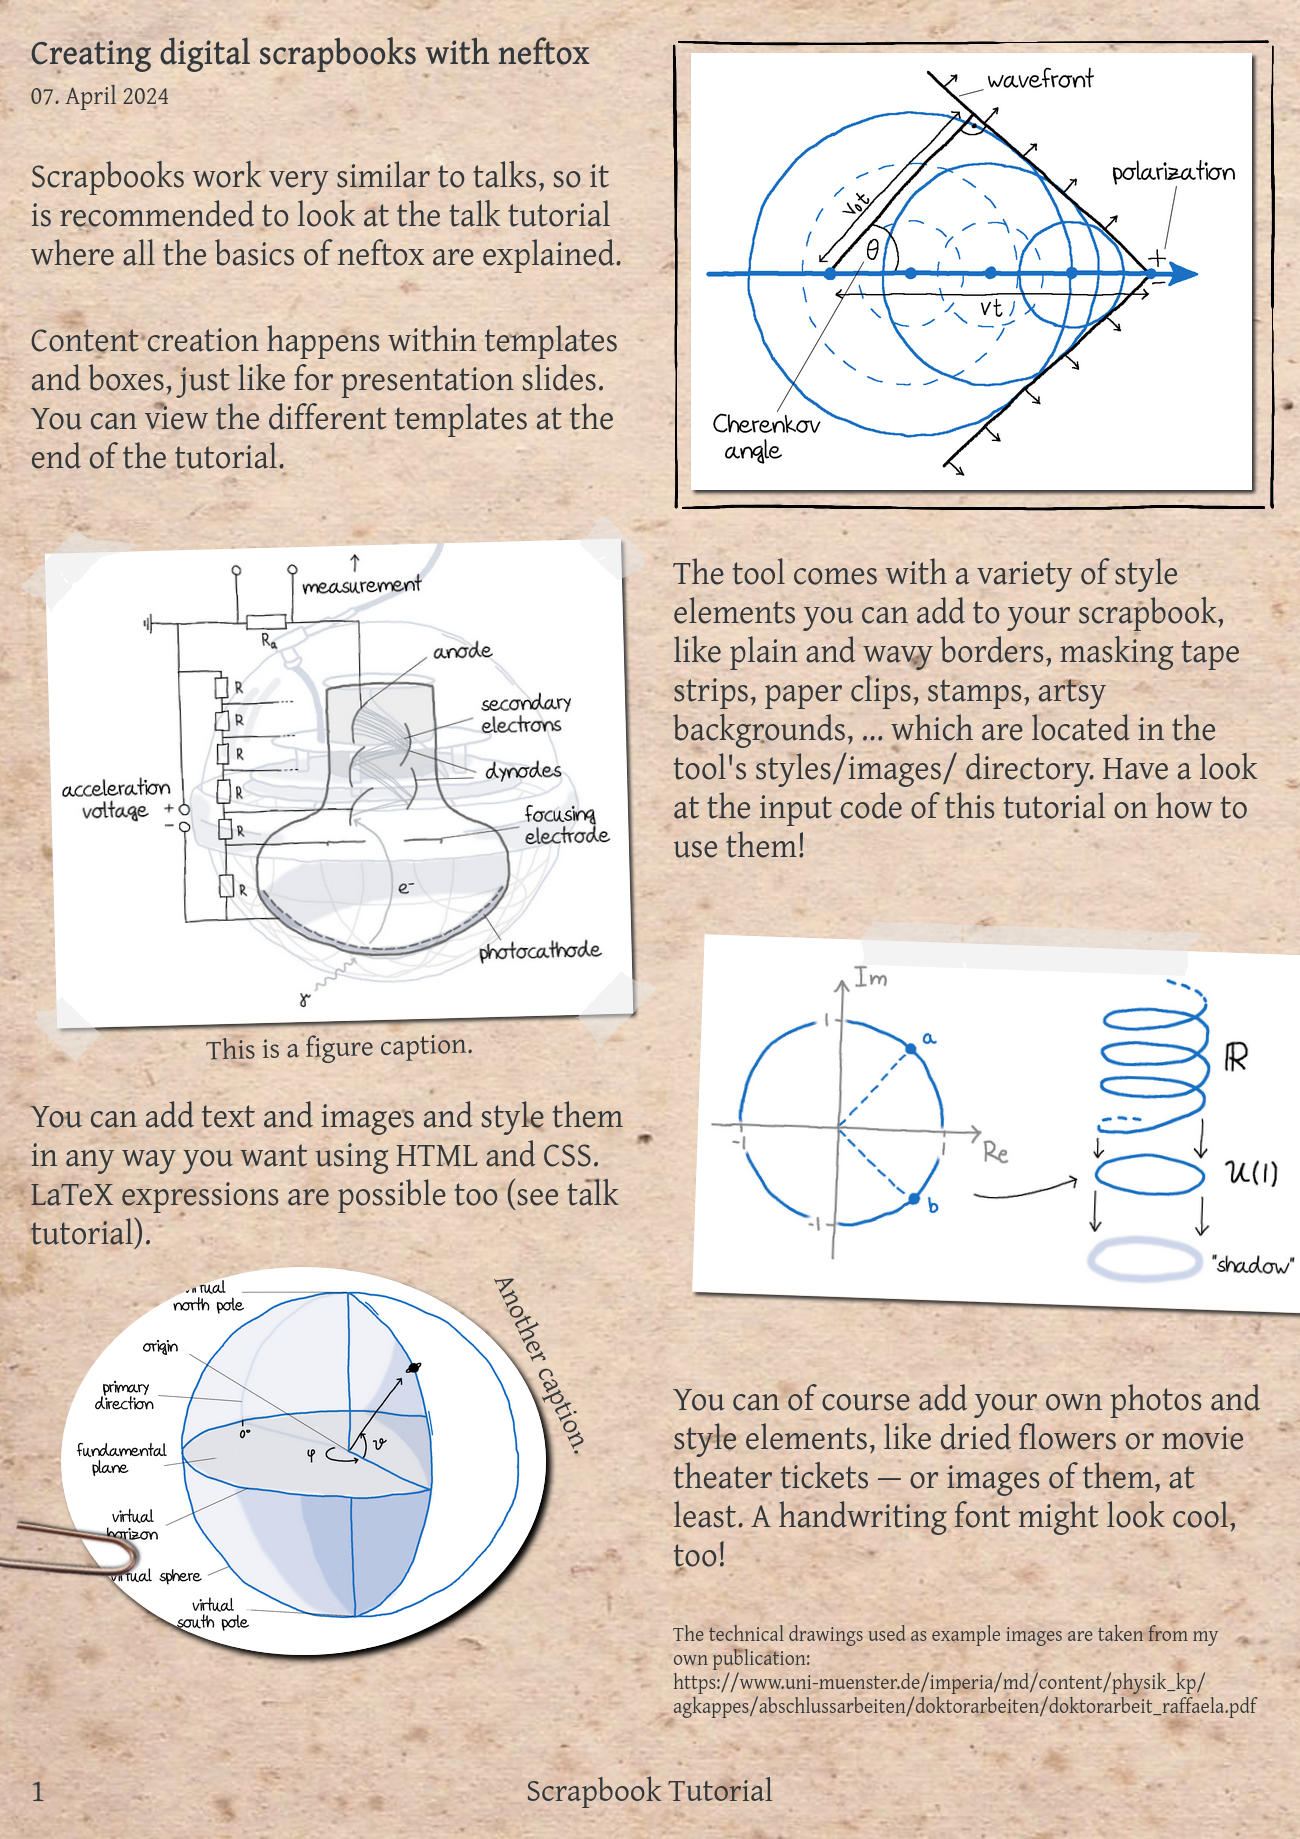 Creating digital scrapbooks with neftox
07. April 2024
Scrapbooks work very similar to talks, so it
is recommended to look at the talk tutorial
where all the basics of neftox are explained.
Content creation happens within templates
and boxes, just like for presentation slides.
You can view the different templates at the
end of the tutorial.
wavefront
polarization
v₀t
θ
+
−
vt
Cherenkov
angle
measurement
Rₐ
anode
R
secondary
electrons
R
R
dynodes
acceleration
voltage
+
−
R
focusing
electrode
R
R
e⁻
photocathode
γ
This is a figure caption.
You can add text and images and style them
in any way you want using HTML and CSS.
LaTeX expressions are possible too (see talk
tutorial).
virtual
north pole
origin
primary
direction
0°
fundamental
plane
φ
ϑ
virtual
horizon
virtual sphere
virtual
south pole
Another caption.
The tool comes with a variety of style
elements you can add to your scrapbook,
like plain and wavy borders, masking tape
strips, paper clips, stamps, artsy
backgrounds, ... which are located in the
tool's styles/images/ directory. Have a look
at the input code of this tutorial on how to
use them!
Im
1
a
ℝ
-1
1
Re
U(1)
b
-1
"shadow"
You can of course add your own photos and
style elements, like dried flowers or movie
theater tickets — or images of them, at
least. A handwriting font might look cool,
too!
The technical drawings used as example images are taken from my
own publication:
https://www.uni-muenster.de/imperia/md/content/physik_kp/
agkappes/abschlussarbeiten/doktorarbeiten/doktorarbeit_raffaela.pdf
1
Scrapbook Tutorial